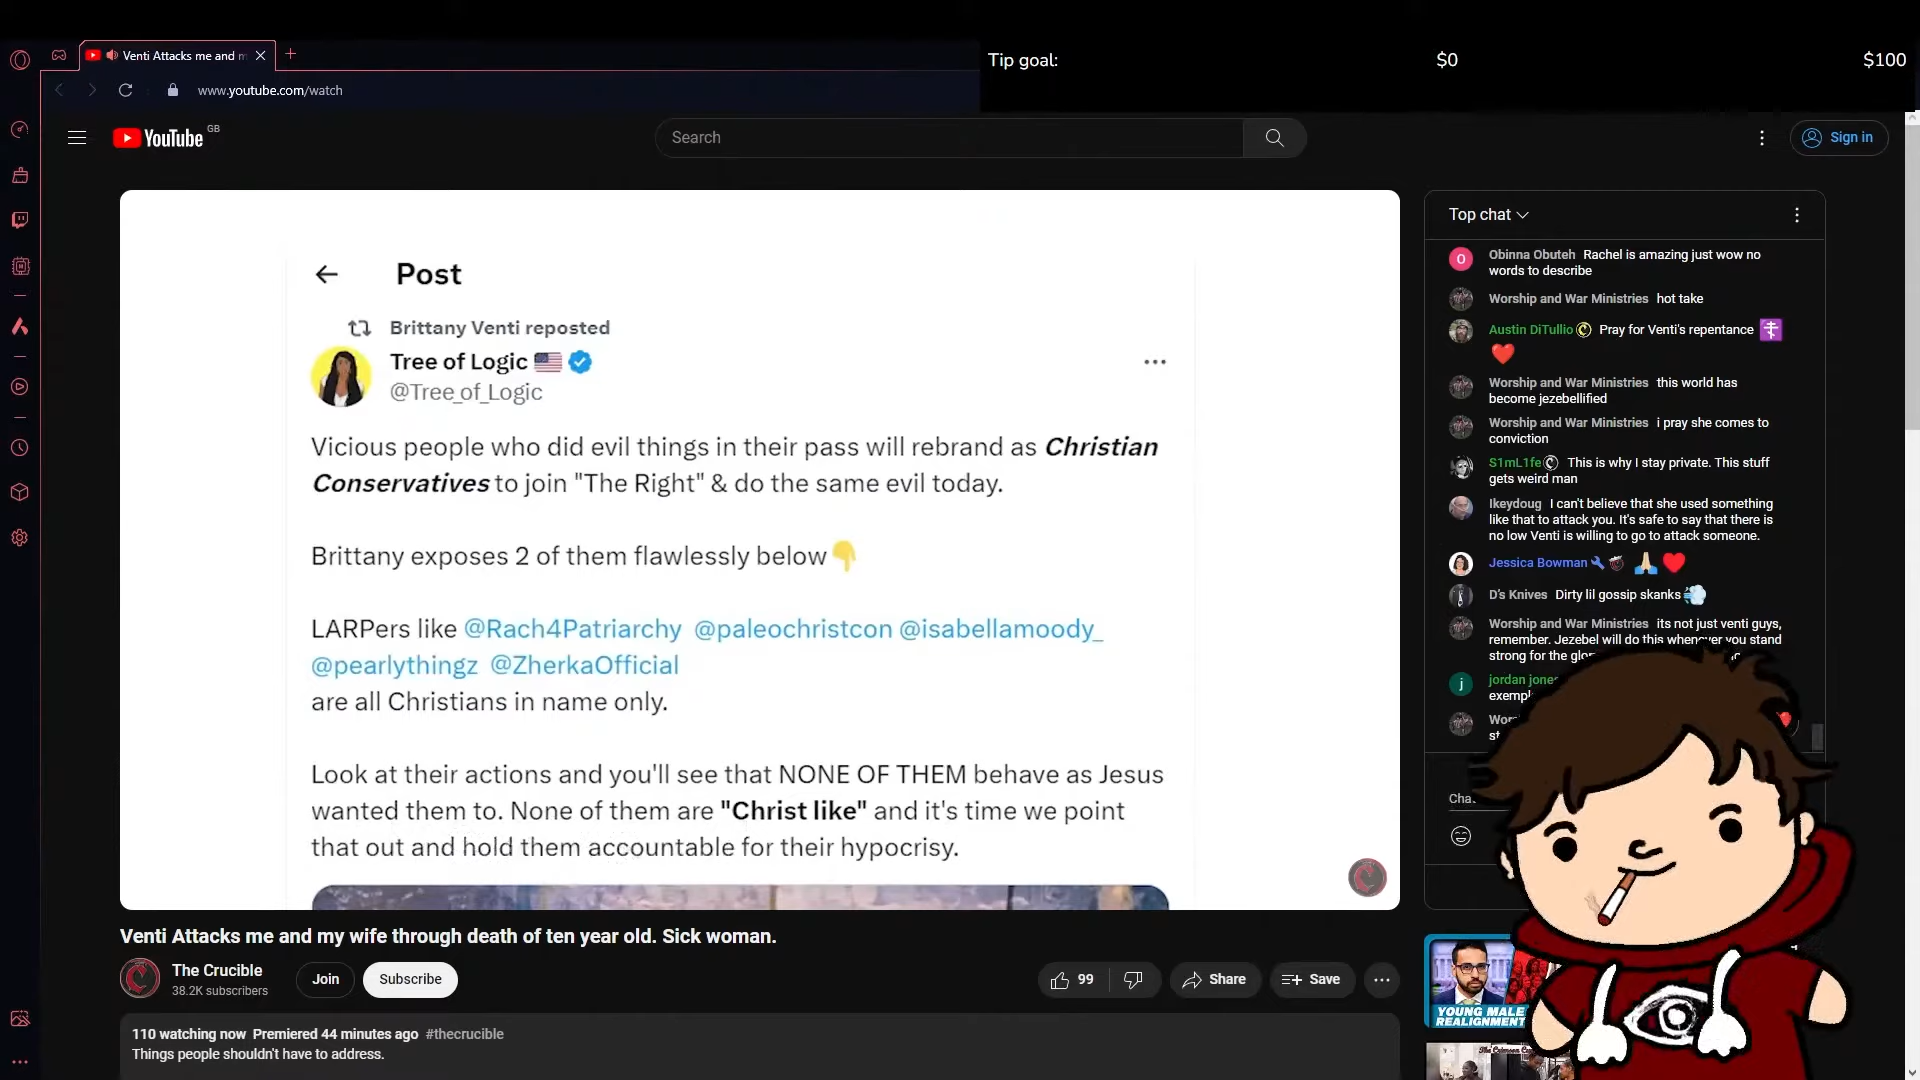 Venti Attacks me and m
Tip goal:
$0
$100
www.youtube.com/watch
YouTube
GB
Search
Sign in
Post
Brittany Venti reposted
Tree of Logic
@Tree_of_Logic
Vicious people who did evil things in their pass will rebrand as Christian
Conservatives to join "The Right" & do the same evil today.
Brittany exposes 2 of them flawlessly below
LARPers like @Rach4Patriarchy @paleochristcon @isabellamoody_
@pearlythingz @ZherkaOfficial
are all Christians in name only.
Look at their actions and you'll see that NONE OF THEM behave as Jesus
wanted them to. None of them are "Christ like" and it's time we point
that out and hold them accountable for their hypocrisy.
Top chat
O
Obinna Obuteh Rachel is amazing just wow no
words to describe
Worship and War Ministries hot take
Austin DiTullio Pray for Venti's repentance
Worship and War Ministries this world has
become jezebellified
Worship and War Ministries i pray she comes to
conviction
S1mL1fe This is why I stay private. This stuff
gets weird man
Ikeydoug I can't believe that she used something
like that to attack you. It's safe to say that there is
no low Venti is willing to go to attack someone.
Jessica Bowman
D's Knives Dirty lil gossip skanks
Worship and War Ministries its not just venti guys,
remember. Jezebel will do this whenever you stand
strong for the
j
jordan
Venti Attacks me and my wife through death of ten year old. Sick woman.
The Crucible
38.2K subscribers
Join
Subscribe
99
Share
Save
110 watching now Premiered 44 minutes ago #thecrucible
Things people shouldn't have to address.
YOUNG MALE
REALIGNMENT